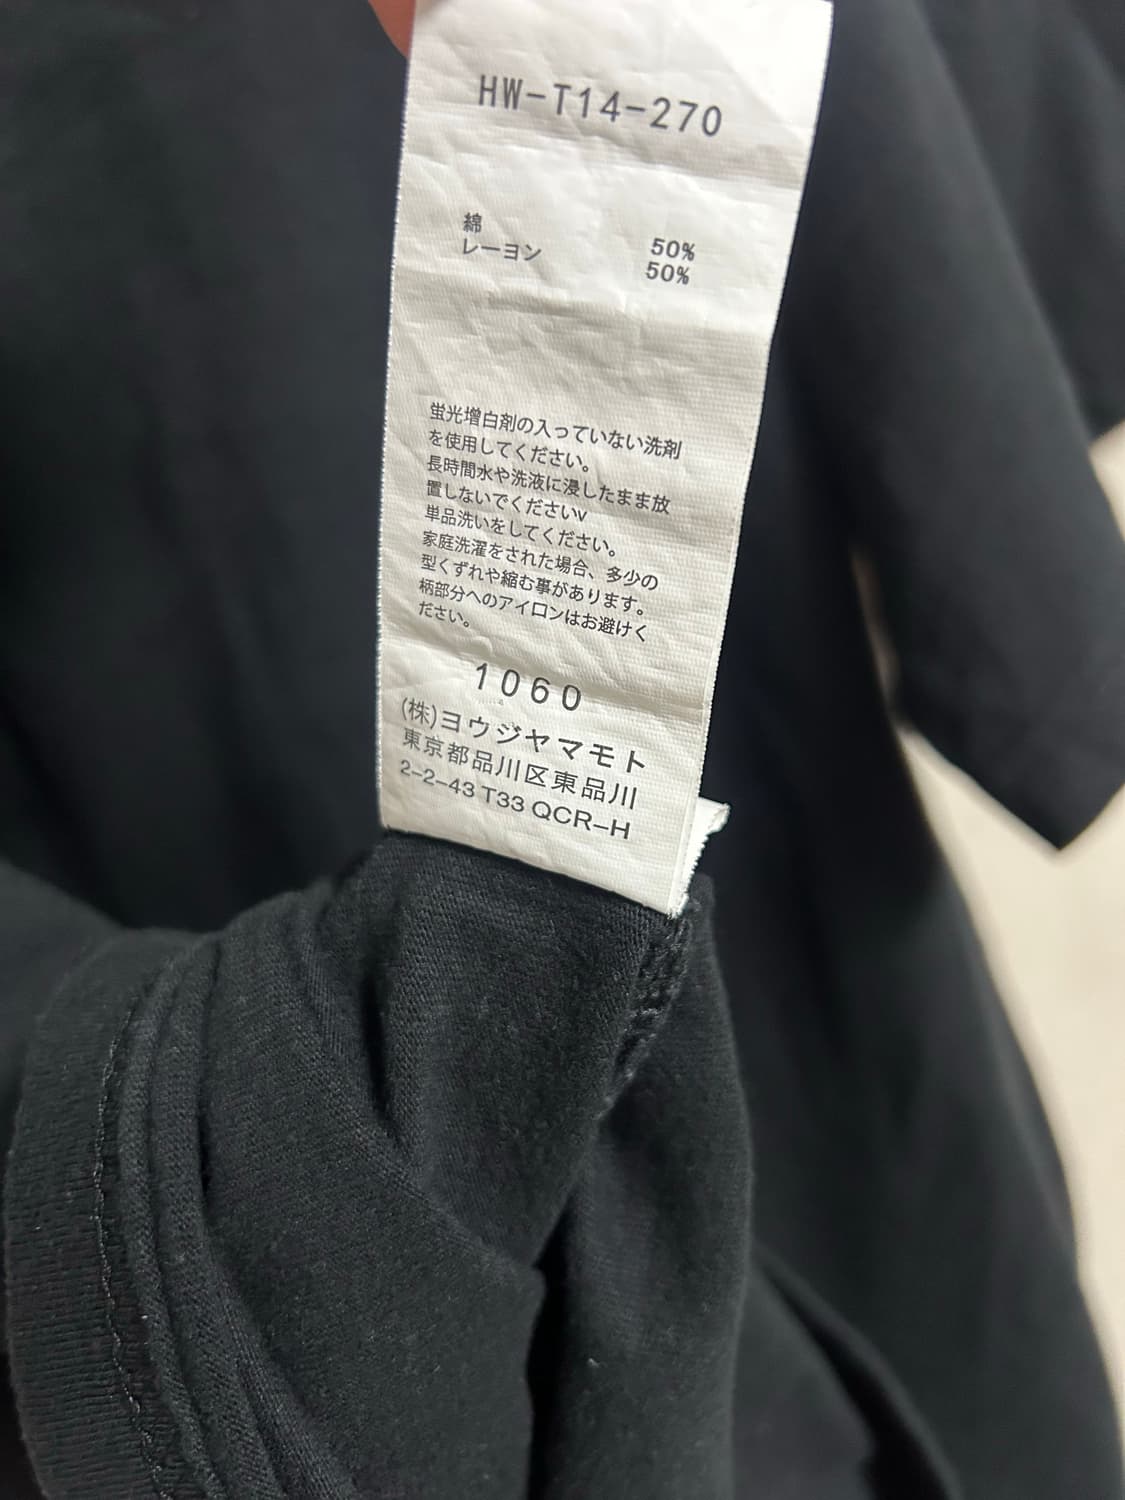 HW-T14-270
綿 50%
レーヨン 50%
蛍光増白剤の入っていない洗剤
を使用してください。
長時間水や洗液に浸したまま放
置しないでくださいv
単品洗いをしてください。
家庭洗濯をされた場合、多少の
型くずれや縮む事があります。
柄部分へのアイロンはお避けく
ださい。
1060
(株)ヨウジヤマモト
東京都品川区東品川
2-2-43 T33 QCR-H